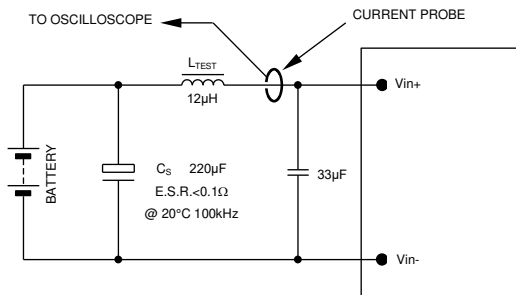 TO OSCILLOSCOPE
CURRENT PROBE
LTEST
12µH
Vin+
BATTERY
CS 220µF
E.S.R.<0.1Ω
@ 20°C 100kHz
33µF
Vin-